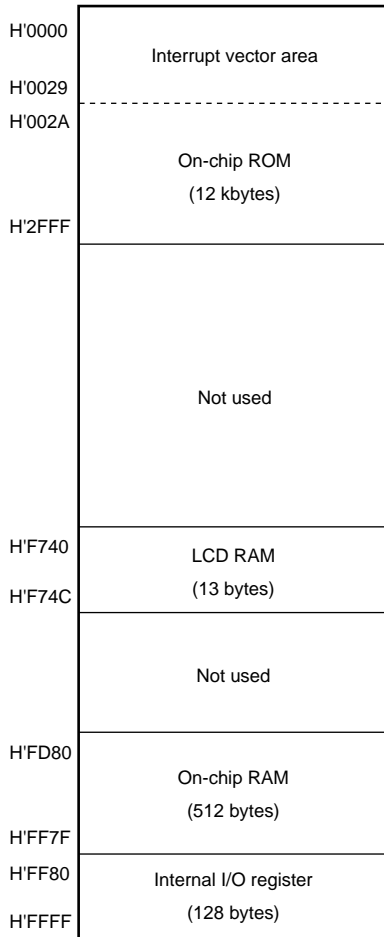 H'0000
Interrupt vector area
H'0029
H'002A
On-chip ROM
(12 kbytes)
H'2FFF
Not used
H'F740
LCD RAM
(13 bytes)
H'F74C
Not used
H'FD80
On-chip RAM
(512 bytes)
H'FF7F
H'FF80
Internal I/O register
(128 bytes)
H'FFFF